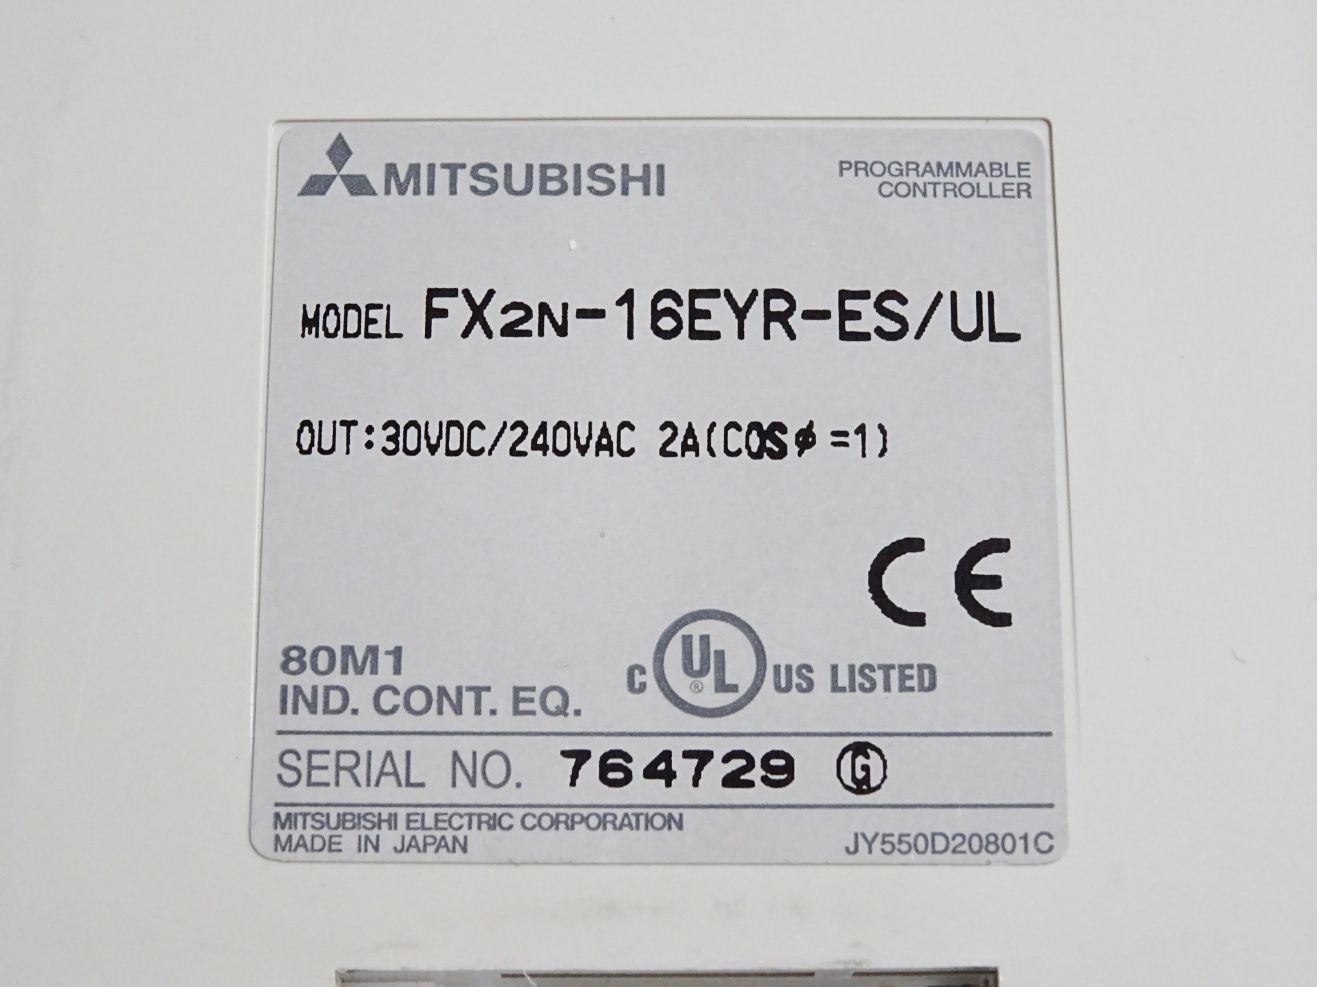 MITSUBISHI
PROGRAMMABLE
CONTROLLER
MODEL FX2N-16EYR-ES/UL
OUT:30VDC/240VAC 2A(COSφ=1)
CE
80M1
IND. CONT. EQ.
C UL® US LISTED
SERIAL NO. 764729 G
MITSUBISHI ELECTRIC CORPORATION
MADE IN JAPAN
JY550D20801C